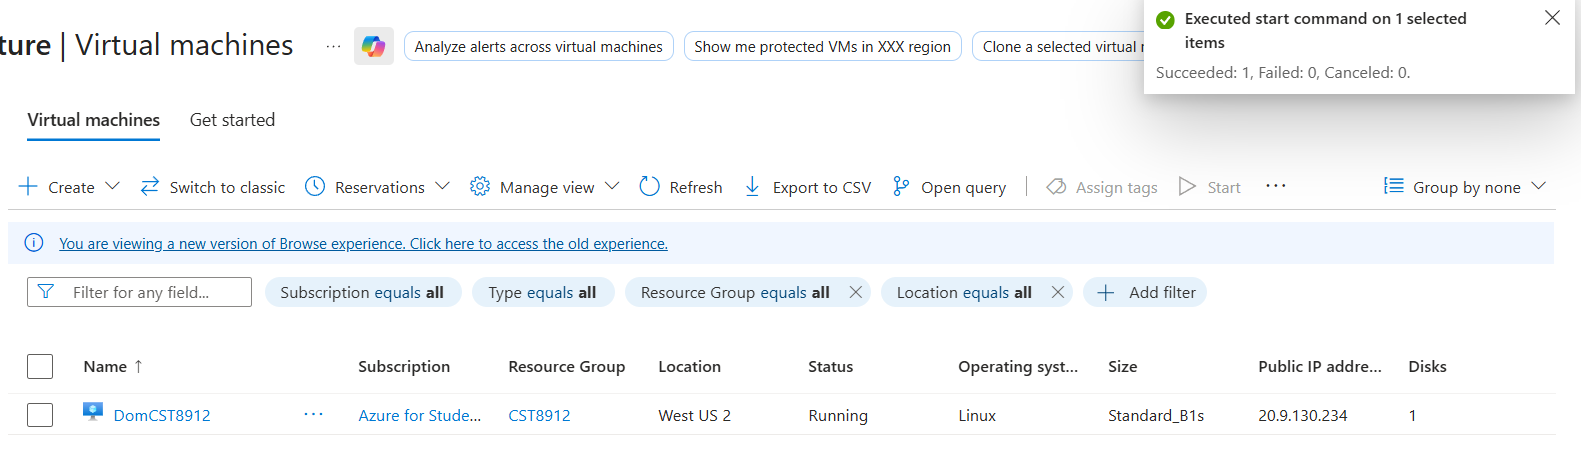 ture | Virtual machines ... Analyze alerts across virtual machines Show me protected VMs in XXX region Clone a selected virtual
Executed start command on 1 selected
items
Succeeded: 1, Failed: 0, Canceled: 0.
Virtual machines Get started
Create Switch to classic Reservations Manage view Refresh Export to CSV Open query Assign tags Start ... Group by none
You are viewing a new version of Browse experience. Click here to access the old experience.
Filter for any field... Subscription equals all Type equals all Resource Group equals all Location equals all Add filter
Name ↑ Subscription Resource Group Location Status Operating syst... Size Public IP addre... Disks
DomCST8912 ... Azure for Stude... CST8912 West US 2 Running Linux Standard_B1s 20.9.130.234 1